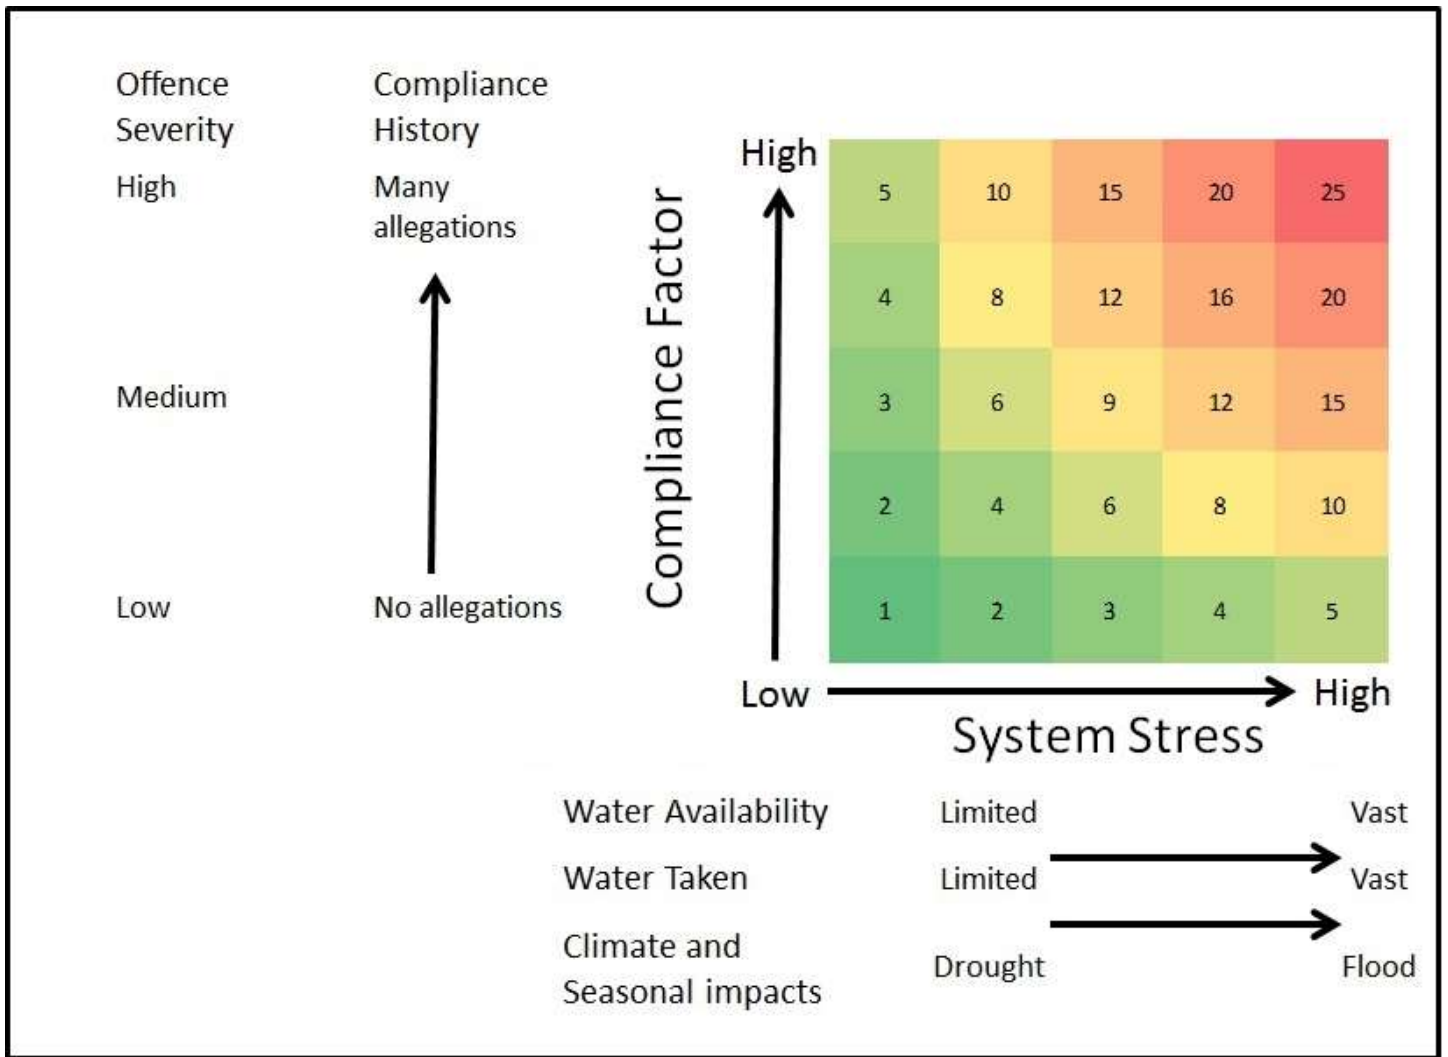 Offence
Severity
Compliance
History
High
Many
allegations
Medium
Low
No allegations
Compliance Factor
High
5 10 15 20 25
4 8 12 16 20
3 6 9 12 15
2 4 6 8 10
1 2 3 4 5
Low
High
System Stress
Water Availability Limited Vast
Water Taken Limited Vast
Climate and
Seasonal impacts
Drought Flood